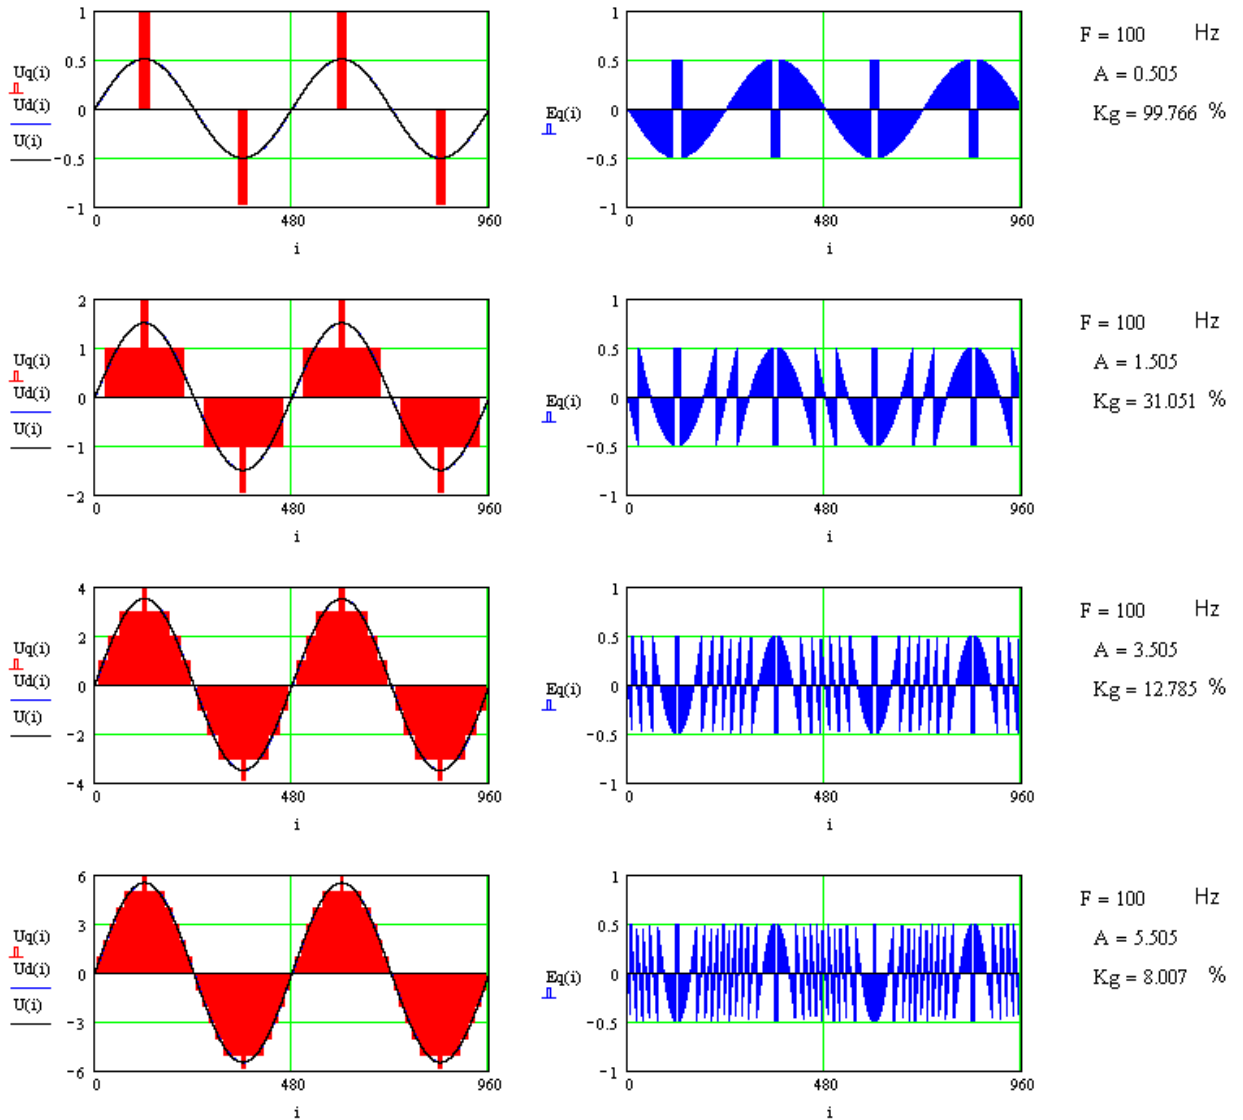 1
0.5
0
-0.5
-1
Uq(i)
Ud(i)
U(i)
0
480
960
i
1
0.5
0
-0.5
-1
Eq(i)
0
480
960
i
F = 100 Hz
A = 0.505
Kg = 99.766 %
2
1
0
-1
-2
Uq(i)
Ud(i)
U(i)
0
480
960
i
1
0.5
0
-0.5
-1
Eq(i)
0
480
960
i
F = 100 Hz
A = 1.505
Kg = 31.051 %
4
2
0
-2
-4
Uq(i)
Ud(i)
U(i)
0
480
960
i
1
0.5
0
-0.5
-1
Eq(i)
0
480
960
i
F = 100 Hz
A = 3.505
Kg = 12.785 %
6
3
0
-3
-6
Uq(i)
Ud(i)
U(i)
0
480
960
i
1
0.5
0
-0.5
-1
Eq(i)
0
480
960
i
F = 100 Hz
A = 5.505
Kg = 8.007 %